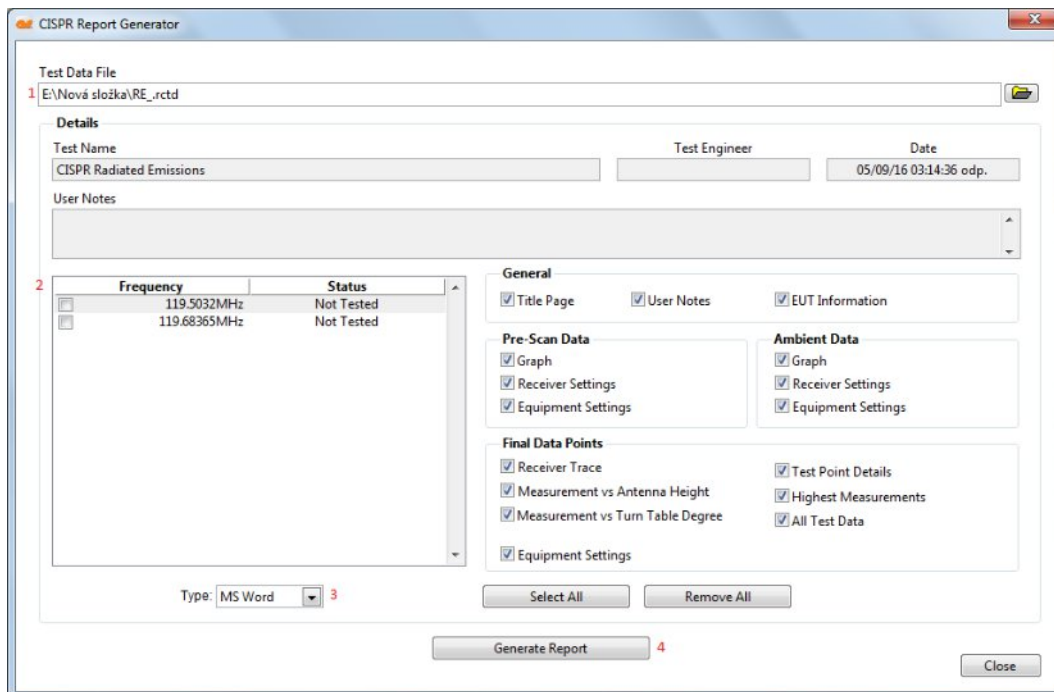 CISPR Report Generator
Test Data File
1 E:\Nová složka\RE_.rctd
Details
Test Name Test Engineer Date
CISPR Radiated Emissions 05/09/16 03:14:36 odp.
User Notes
2 Frequency Status
119.5032MHz Not Tested
119.68365MHz Not Tested
General
Title Page User Notes EUT Information
Pre-Scan Data
Graph
Receiver Settings
Equipment Settings
Ambient Data
Graph
Receiver Settings
Equipment Settings
Final Data Points
Receiver Trace
Measurement vs Antenna Height
Measurement vs Turn Table Degree
Equipment Settings
Test Point Details
Highest Measurements
All Test Data
Type: MS Word 3
Select All Remove All
Generate Report 4
Close